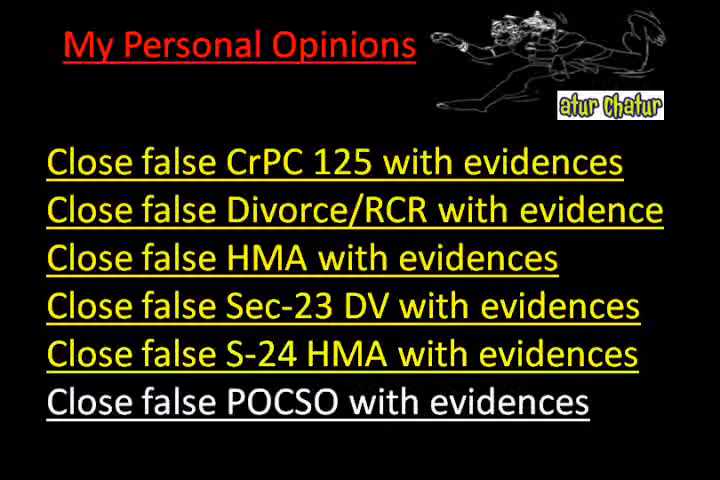 My Personal Opinions
atur Chatur
Close false CrPC 125 with evidences
Close false Divorce/RCR with evidence
Close false HMA with evidences
Close false Sec-23 DV with evidences
Close false S-24 HMA with evidences
Close false POCSO with evidences